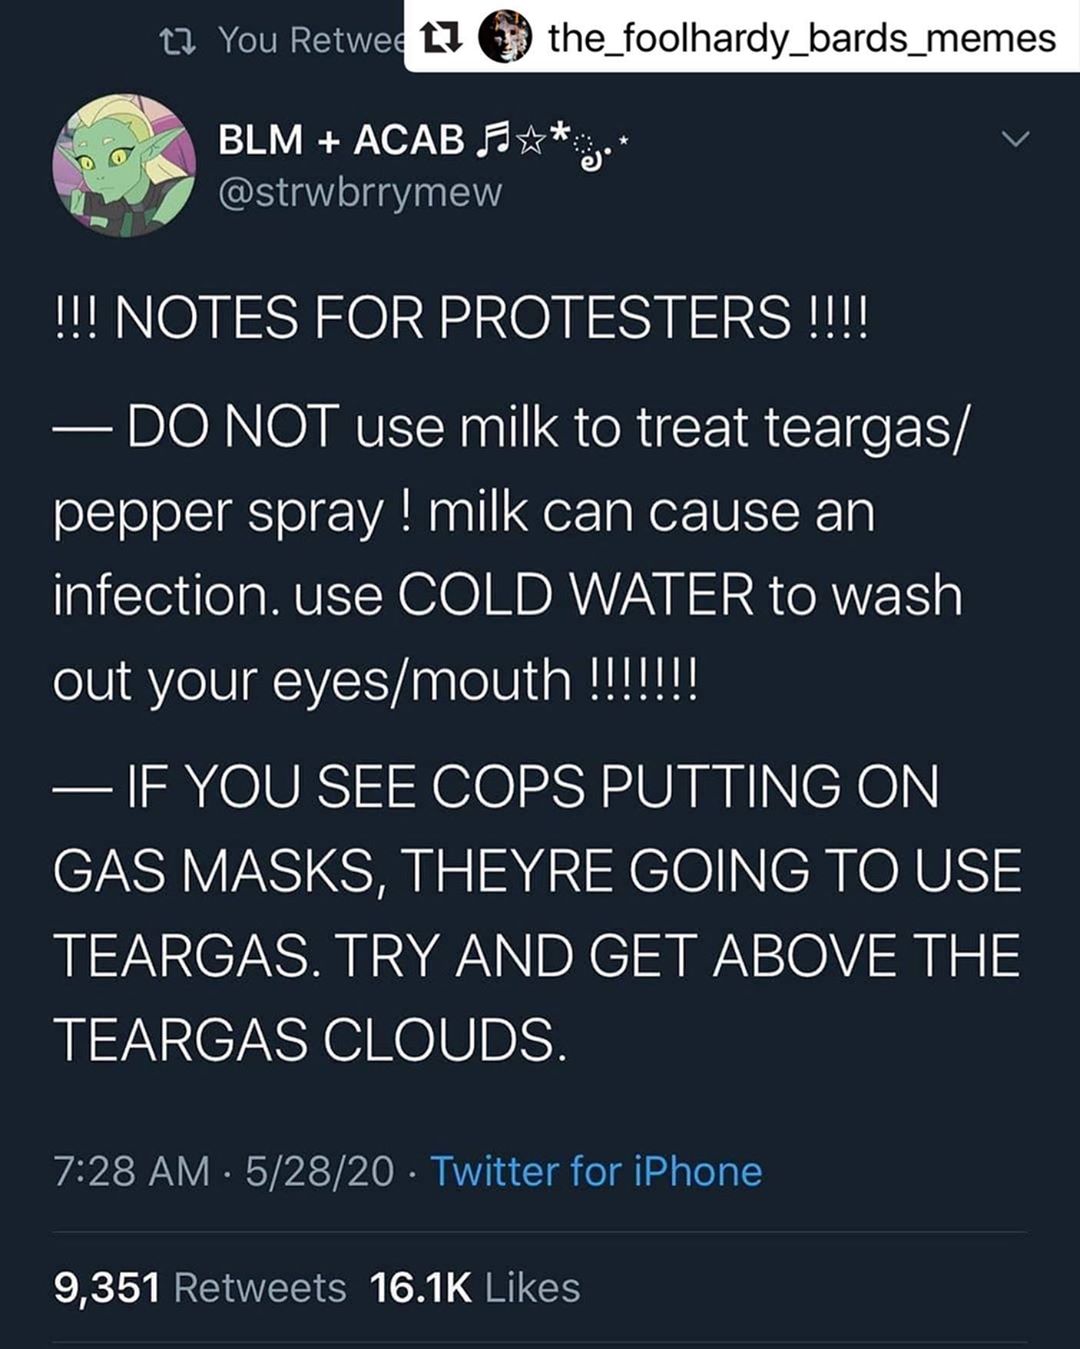 You Retwee
the_foolhardy_bards_memes
BLM + ACAB
@strwbrrymew
!!! NOTES FOR PROTESTERS !!!!
— DO NOT use milk to treat teargas/
pepper spray ! milk can cause an
infection. use COLD WATER to wash
out your eyes/mouth !!!!!!!
— IF YOU SEE COPS PUTTING ON
GAS MASKS, THEYRE GOING TO USE
TEARGAS. TRY AND GET ABOVE THE
TEARGAS CLOUDS.
7:28 AM · 5/28/20 · Twitter for iPhone
9,351 Retweets 16.1K Likes